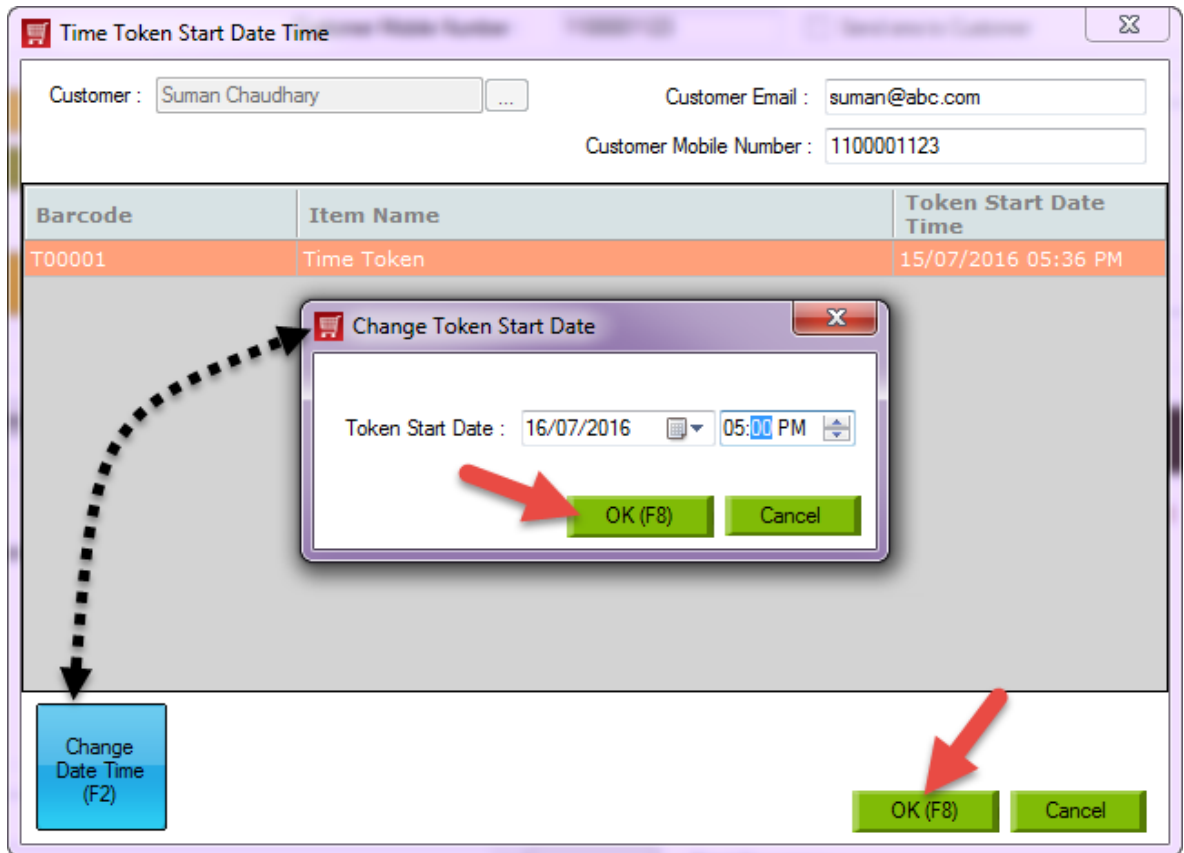 Time Token Start Date Time
Customer : Suman Chaudhary ... Customer Email : suman@abc.com
Customer Mobile Number : 1100001123
Barcode Item Name Token Start Date
Time
T00001 Time Token 15/07/2016 05:36 PM
Change Token Start Date
Token Start Date : 16/07/2016 05:00 PM
OK (F8) Cancel
Change
Date Time
(F2)
OK (F8) Cancel